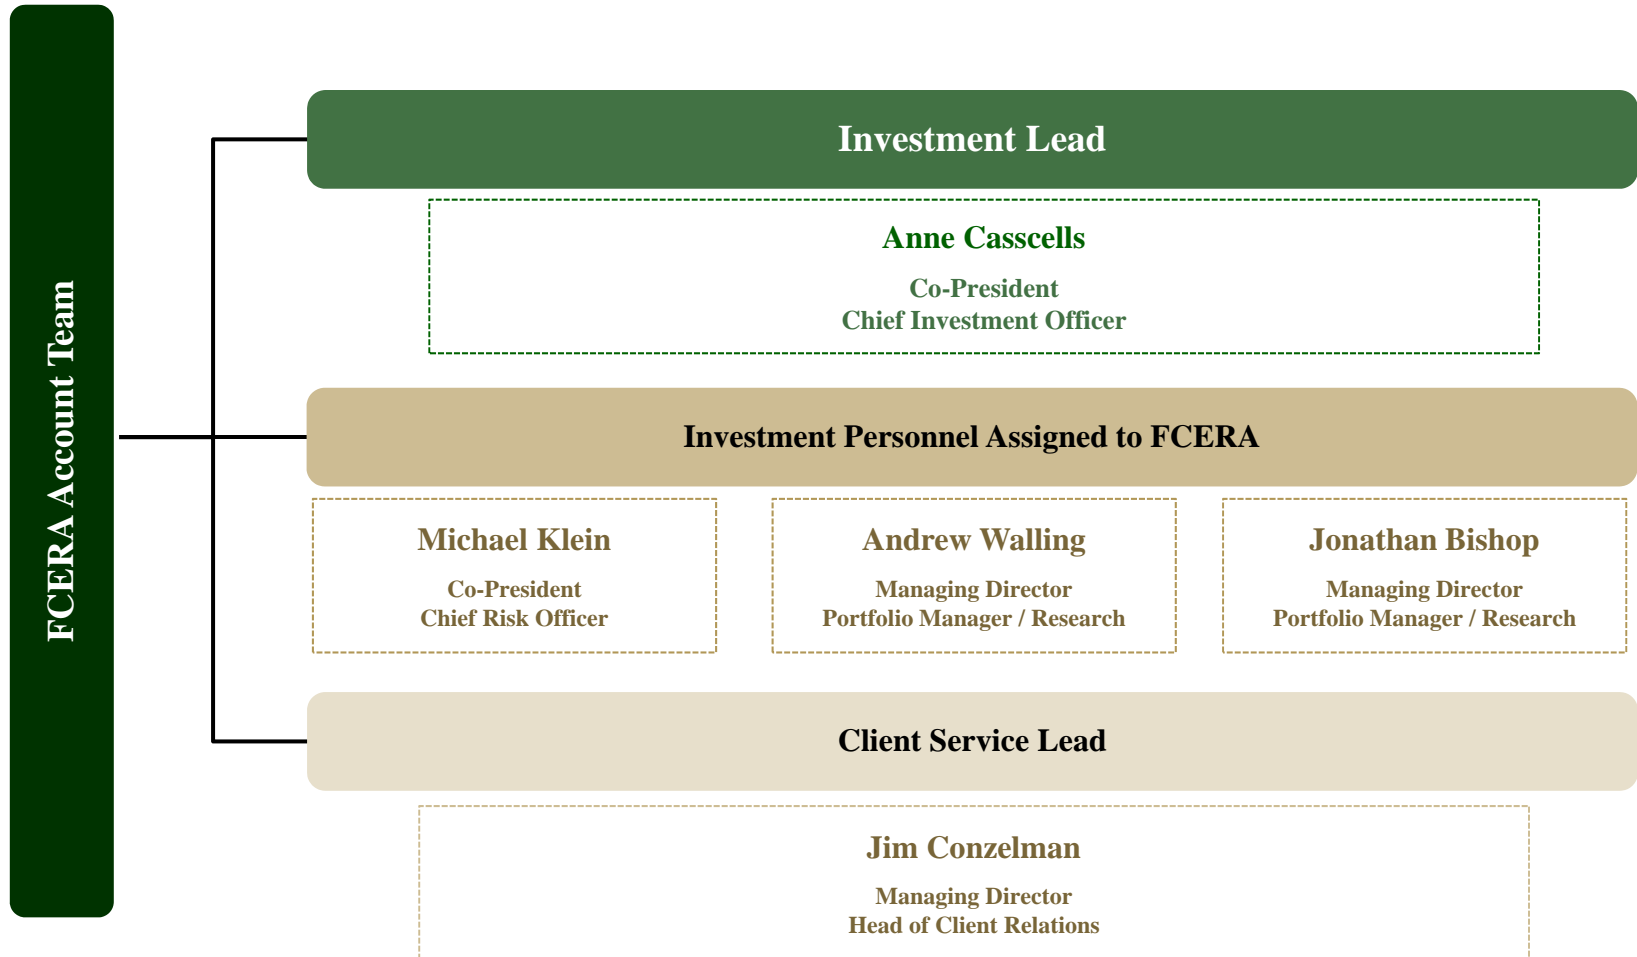 FCERA Account Team
Investment Lead
Anne Casscells
Co-President
Chief Investment Officer
Investment Personnel Assigned to FCERA
Michael Klein
Co-President
Chief Risk Officer
Andrew Walling
Managing Director
Portfolio Manager / Research
Jonathan Bishop
Managing Director
Portfolio Manager / Research
Client Service Lead
Jim Conzelman
Managing Director
Head of Client Relations